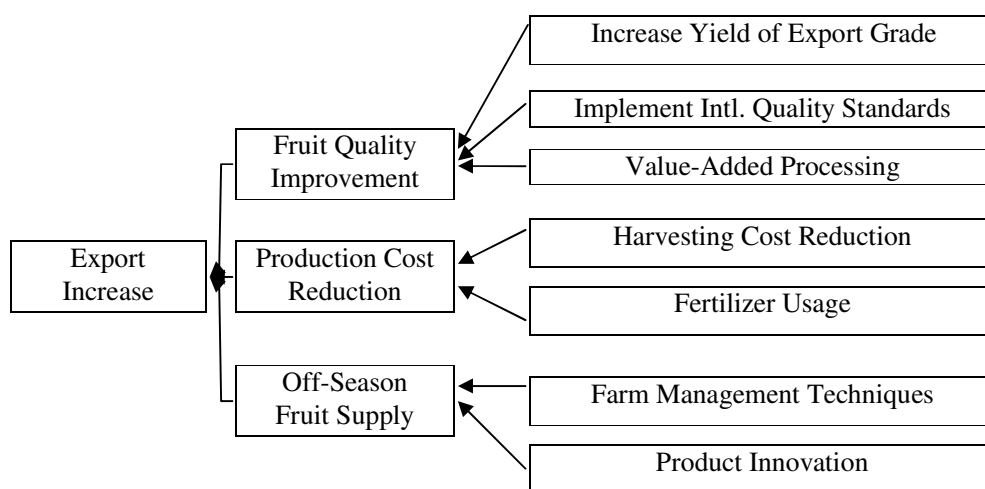 Increase Yield of Export Grade
Implement Intl. Quality Standards
Fruit Quality
Improvement
Value-Added Processing
Harvesting Cost Reduction
Export
Increase
Production Cost
Reduction
Fertilizer Usage
Off-Season
Fruit Supply
Farm Management Techniques
Product Innovation